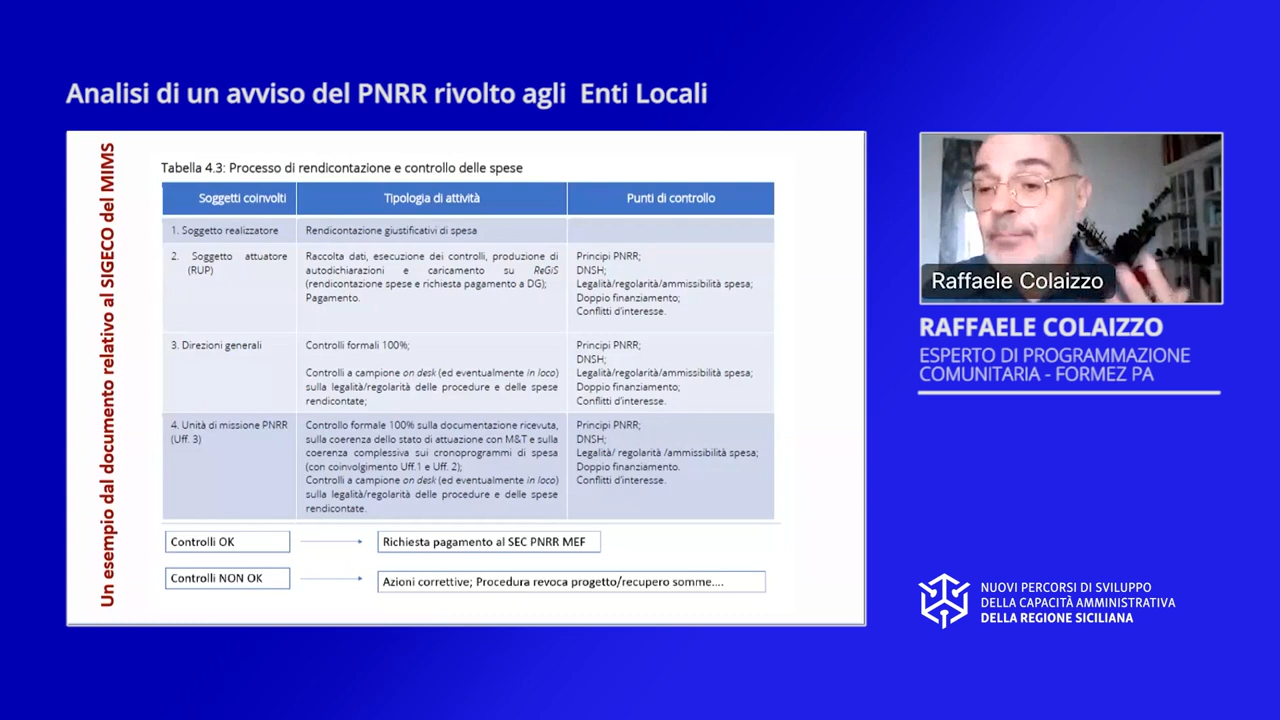 Analisi di un avviso del PNRR rivolto agli Enti Locali
Un esempio dal documento relativo al SIGECO del MIMS
Tabella 4.3: Processo di rendicontazione e controllo delle spese
Soggetti coinvolti
Tipologia di attività
Punti di controllo
1. Soggetto realizzatore
Rendicontazione giustificativi di spesa
2. Soggetto attuatore
(RUP)
Raccolta dati, esecuzione dei controlli, produzione di
autodichiarazioni e caricamento su ReGiS
(rendicontazione spese e richiesta pagamento a DG);
Pagamento.
Principi PNRR;
DNSH;
Legalità/regolarità/ammissibilità spesa;
Doppio finanziamento;
Conflitti d'interesse.
3. Direzioni generali
Controlli formali 100%;
Controlli a campione on desk (ed eventualmente in loco)
sulla legalità/regolarità delle procedure e delle spese
rendicontate;
Principi PNRR;
DNSH;
Legalità/regolarità/ammissibilità spesa;
Doppio finanziamento;
Conflitti d'interesse.
4. Unità di missione PNRR
(Uff. 3)
Controllo formale 100% sulla documentazione ricevuta,
sulla coerenza dello stato di attuazione con M&T e sulla
coerenza complessiva sui cronoprogrammi di spesa
(con coinvolgimento Uff.1 e Uff. 2);
Controlli a campione on desk (ed eventualmente in loco)
sulla legalità/regolarità delle procedure e delle spese
rendicontate.
Principi PNRR;
DNSH;
Legalità/ regolarità /ammissibilità spesa;
Doppio finanziamento.
Conflitti d'interesse.
Controlli OK
Richiesta pagamento al SEC PNRR MEF
Controlli NON OK
Azioni correttive; Procedura revoca progetto/recupero somme....
Raffaele Colaizzo
RAFFAELE COLAIZZO
ESPERTO DI PROGRAMMAZIONE
COMUNITARIA - FORMEZ PA
NUOVI PERCORSI DI SVILUPPO
DELLA CAPACITÀ AMMINISTRATIVA
DELLA REGIONE SICILIANA